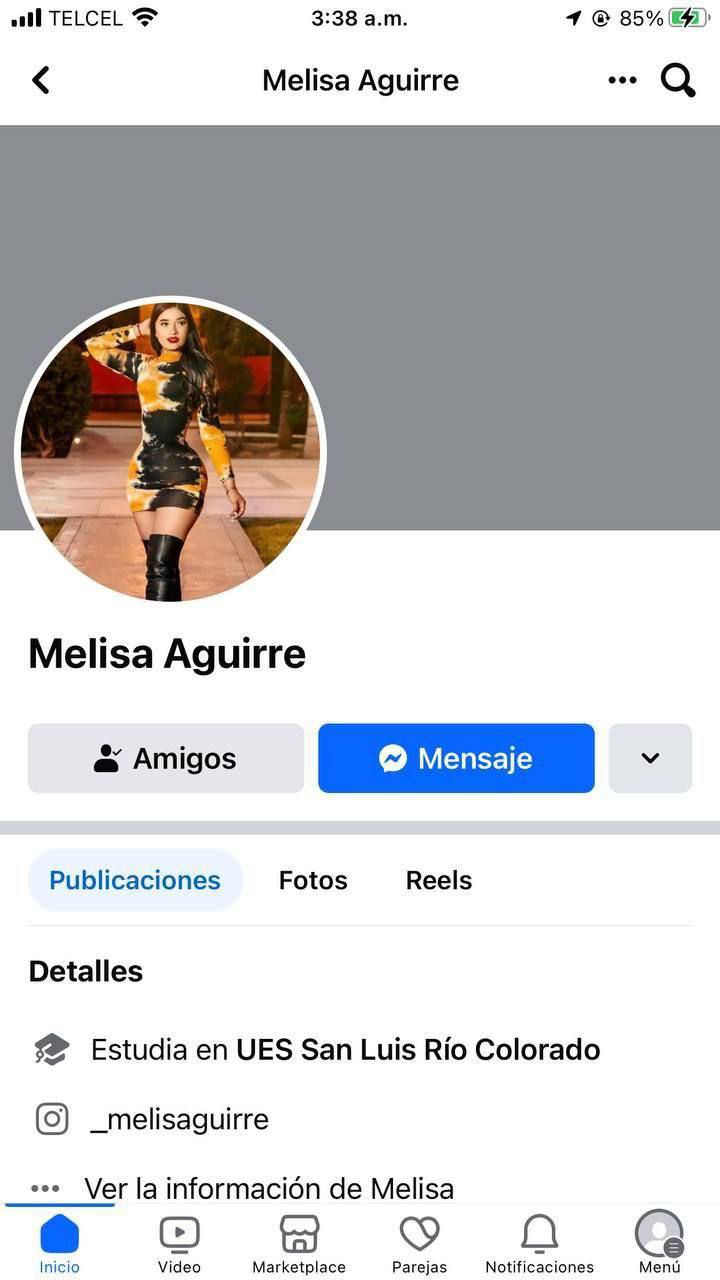 TELCEL 3:38 a.m. 85%
Melisa Aguirre
Melisa Aguirre
Amigos Mensaje
Publicaciones Fotos Reels
Detalles
Estudia en UES San Luis Río Colorado
_melisaguirre
Ver la información de Melisa
Inicio Video Marketplace Parejas Notificaciones Menú